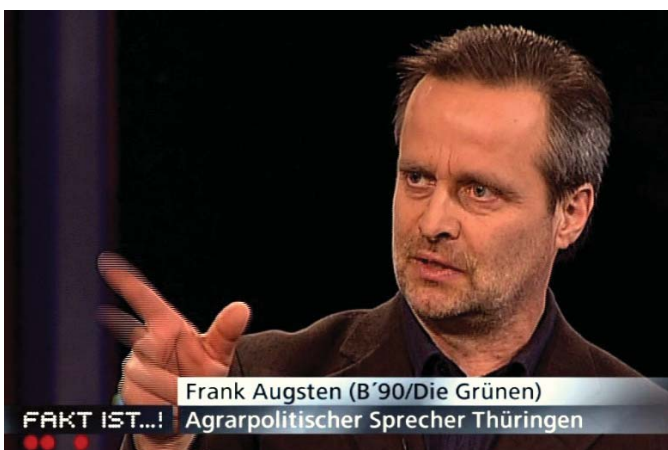 Frank Augsten (B´90/Die Grünen)
FAKT IST...! Agrarpolitischer Sprecher Thüringen